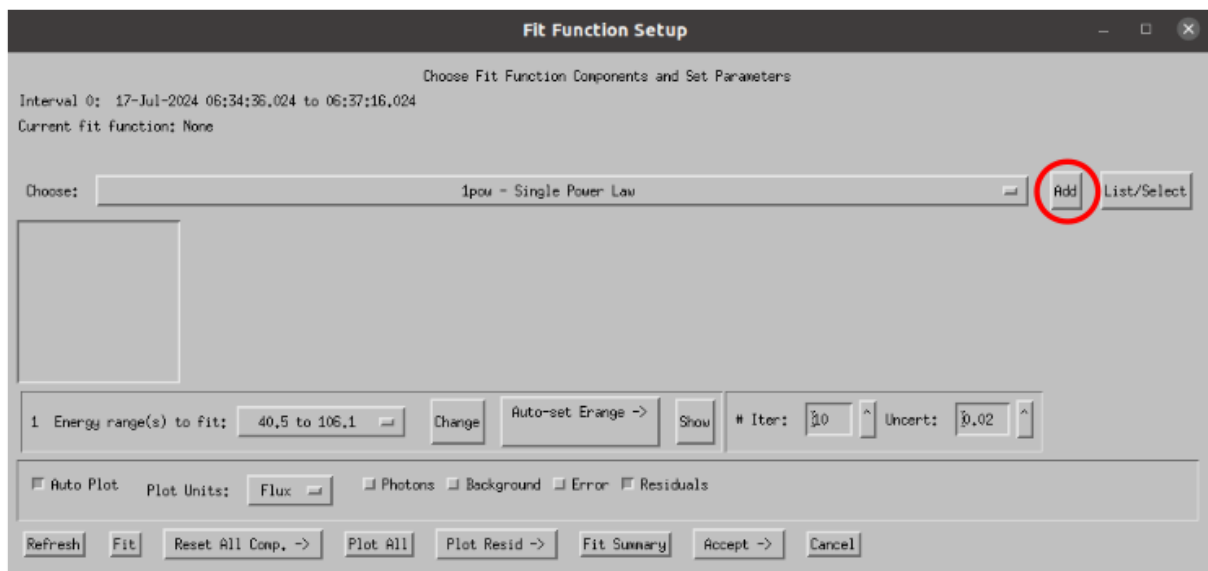 Fit Function Setup
Choose Fit Function Components and Set Parameters
Interval 0: 17-Jul-2024 06:34:36.024 to 06:37:16.024
Current fit function: None
Choose: 1pow - Single Power Law Add List/Select
1 Energy range(s) to fit: 40.5 to 106.1 Change Auto-set Erange -> Show # Iter: 10 ^ Uncert: 0.02 ^
Auto Plot Plot Units: Flux Photons Background Error Residuals
Refresh Fit Reset All Comp. -> Plot All Plot Resid -> Fit Summary Accept -> Cancel